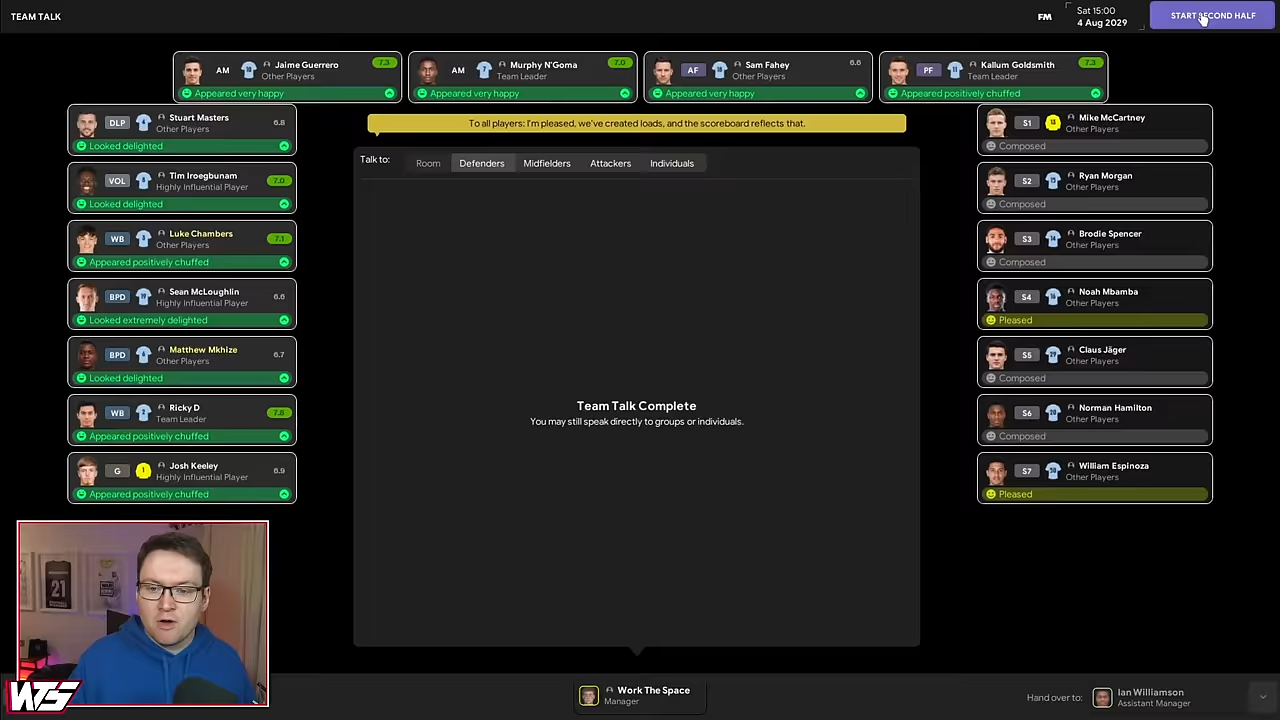 TEAM TALK
FM
Sat 15:00
4 Aug 2029
START SECOND HALF
AM
10
Jaime Guerrero
Other Players
7.3
Appeared very happy
AM
7
Murphy N'Goma
Team Leader
7.0
Appeared very happy
AF
Sam Fahey
Other Players
6.6
Appeared very happy
PF
11
Kallum Goldsmith
Team Leader
7.3
Appeared positively chuffed
DLP
Stuart Masters
Other Players
6.8
Looked delighted
VOL
Tim Iroegbunam
Highly Influential Player
7.0
Looked delighted
WB
3
Luke Chambers
Other Players
7.1
Appeared positively chuffed
BPD
Sean McLoughlin
Highly Influential Player
6.6
Looked extremely delighted
BPD
Matthew Mkhize
Other Players
6.7
Looked delighted
WB
2
Ricky D
Team Leader
7.8
Appeared positively chuffed
G
1
Josh Keeley
Highly Influential Player
6.9
Appeared positively chuffed
To all players: I'm pleased, we've created loads, and the scoreboard reflects that.
Talk to:
Room
Defenders
Midfielders
Attackers
Individuals
Team Talk Complete
You may still speak directly to groups or individuals.
S1
13
Mike McCartney
Other Players
Composed
S2
Ryan Morgan
Other Players
Composed
S3
14
Brodie Spencer
Other Players
Composed
S4
16
Noah Mbamba
Other Players
Pleased
S5
Claus Jäger
Other Players
Composed
S6
Norman Hamilton
Other Players
Composed
S7
William Espinoza
Other Players
Pleased
21
WTS
Work The Space
Manager
Hand over to:
Ian Williamson
Assistant Manager